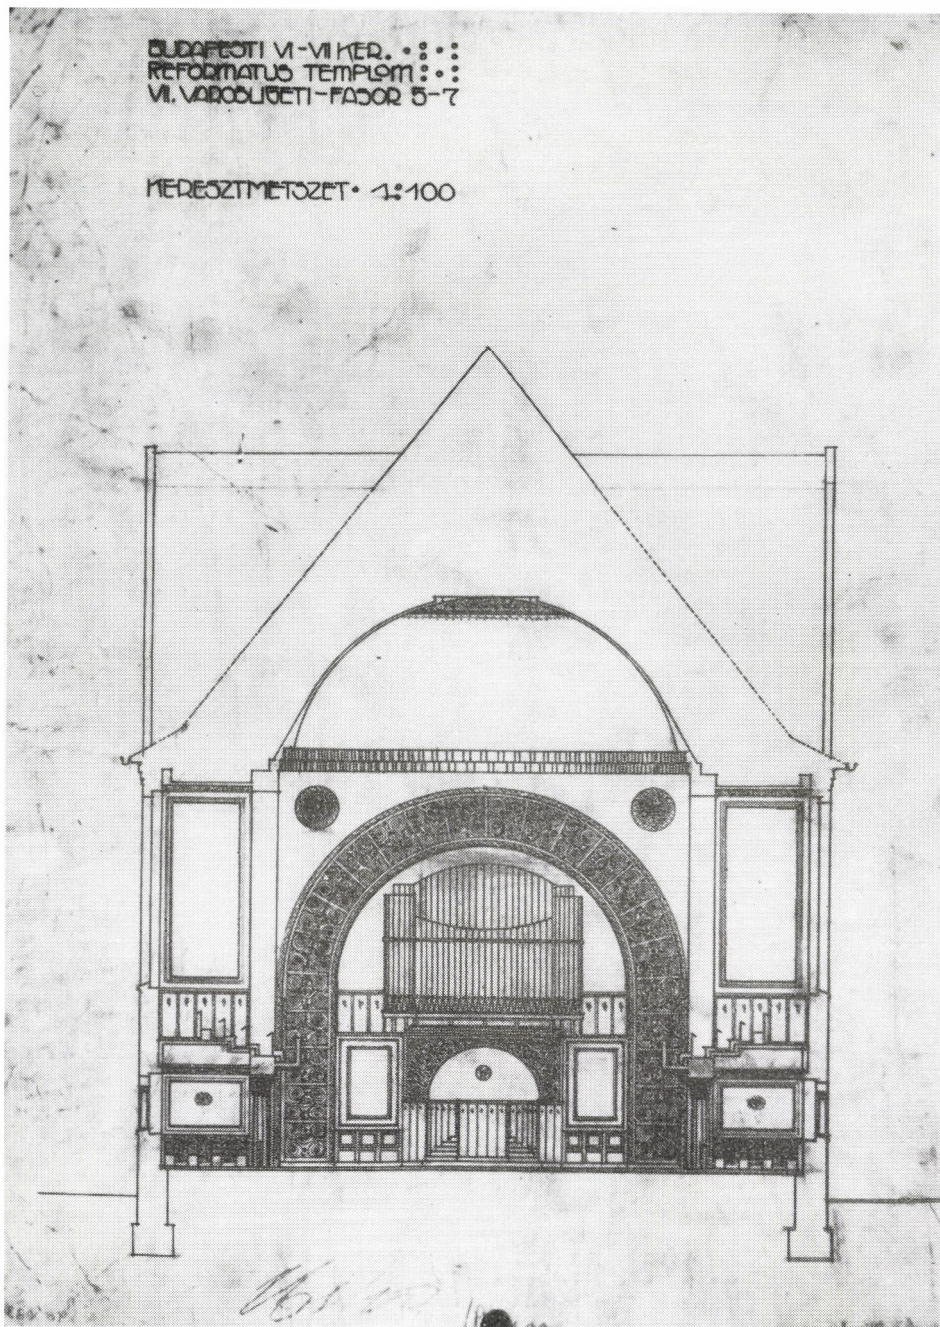 BUDAPESTI VI-VII KER.
REFORMATUS TEMPLOM
VII. VAROSLIGETI-FASOR 5-7
KERESZTMETSZET • 1:100